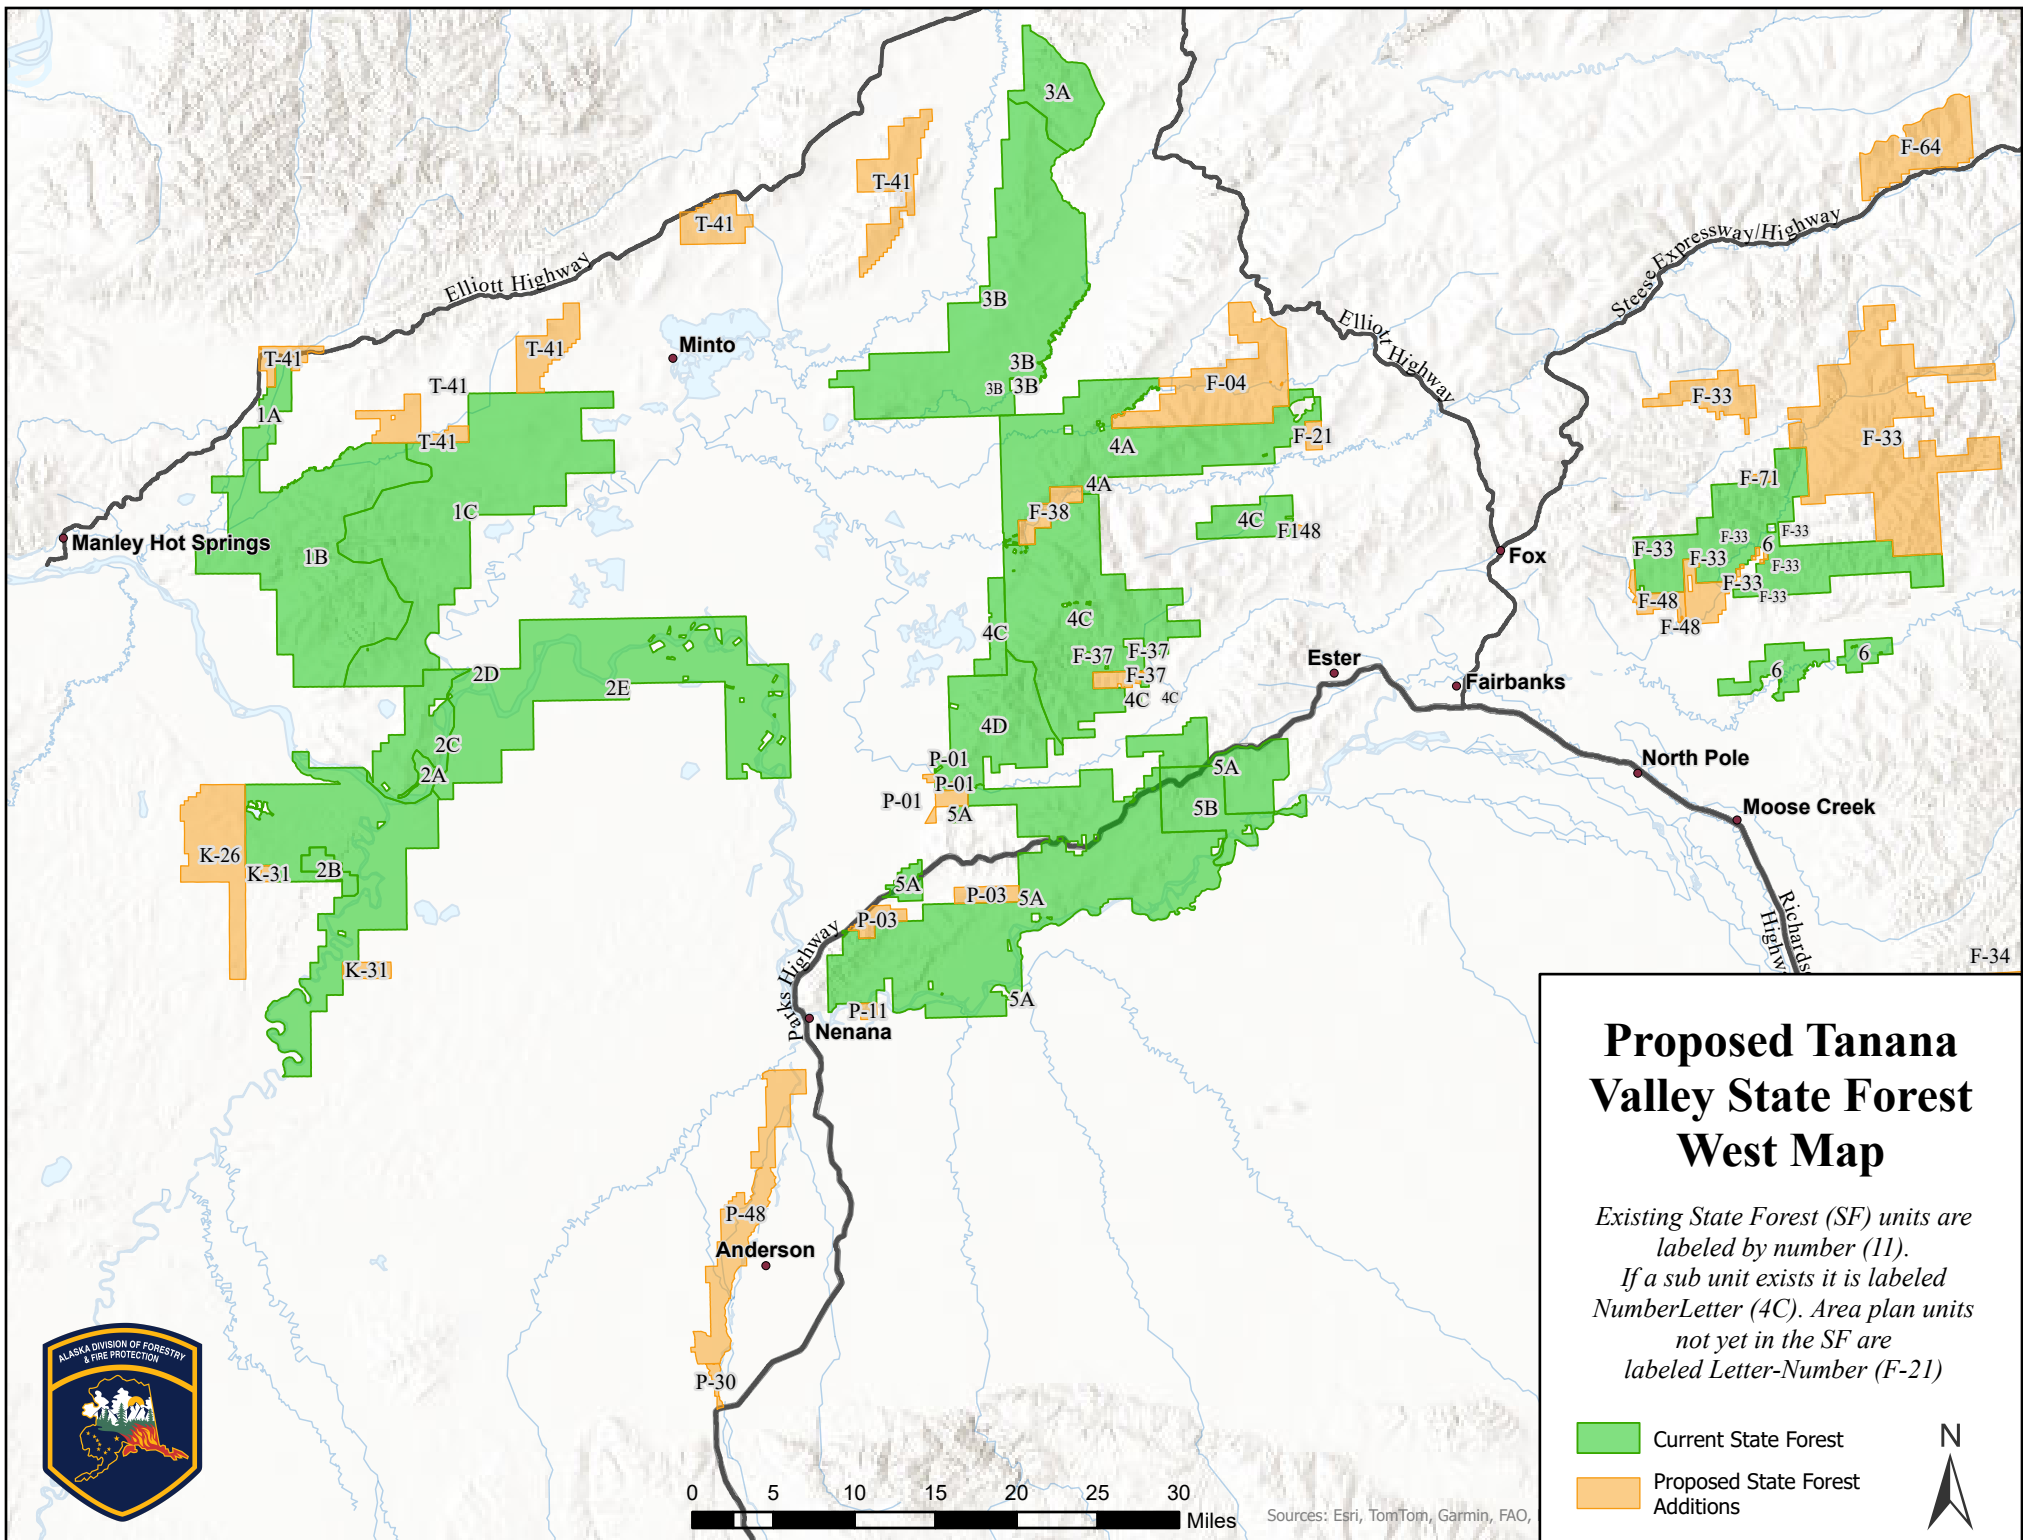 3A
F-64
T-41
T-41
Steese Expressway/Highway
Elliott Highway
3B
Elliott Highway
Minto
T-41
T-41
3B
3B
3B
T-41
F-04
F-33
1A
T-41
F-21
F-33
4A
4A
F-71
1C
F-38
4C
F148
F-33
F-33
6
Manley Hot Springs
1B
Fox
F-33
F-33
F-33
F-33
F-33
F-48
F-48
4C
4C
F-37
F-37
F-37
Ester
6
6
2D
2E
Fairbanks
4C
4C
4D
2C
2A
P-01
P-01
P-01
5A
5A
5B
North Pole
Moose Creek
K-26
K-31
2B
5A
P-03
5A
P-03
Parks Highway
Richards
Highw
F-34
K-31
5A
P-11
Nenana
P-48
Anderson
P-30
Proposed Tanana
Valley State Forest
West Map
Existing State Forest (SF) units are
labeled by number (11).
If a sub unit exists it is labeled
NumberLetter (4C). Area plan units
not yet in the SF are
labeled Letter-Number (F-21)
Current State Forest
Proposed State Forest
Additions
N
ALASKA DIVISION OF FORESTRY
& FIRE PROTECTION
0 5 10 15 20 25 30
Miles
Sources: Esri, TomTom, Garmin, FAO,